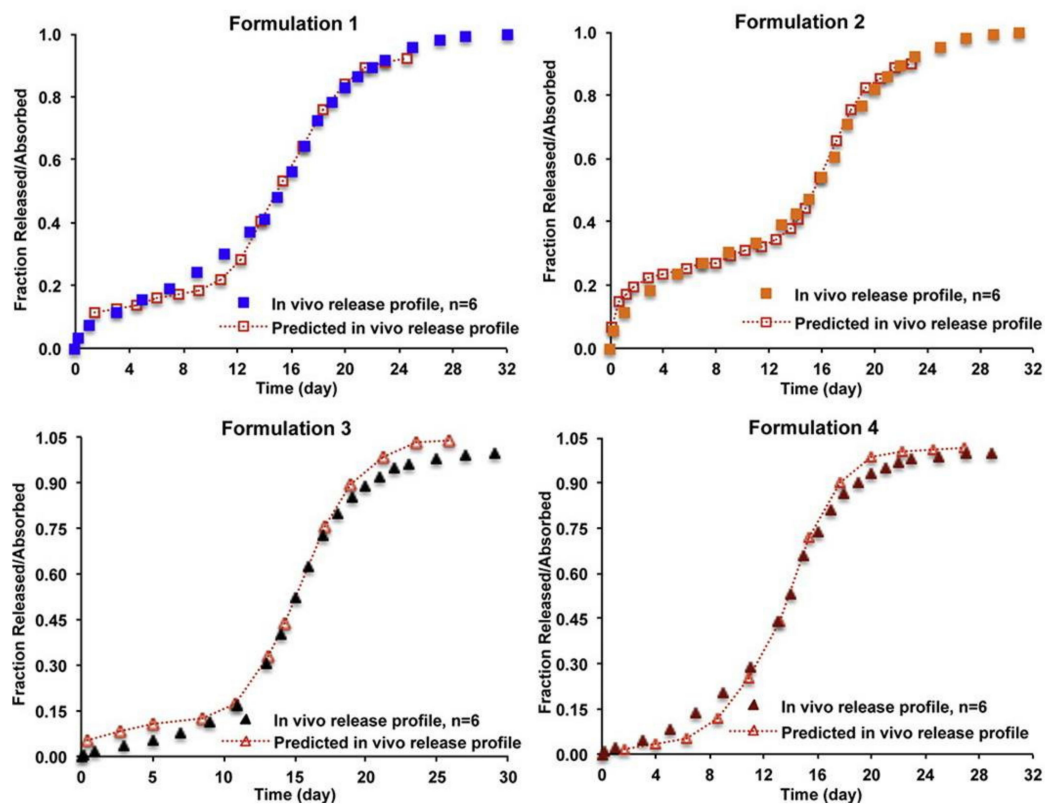 Formulation 1
Fraction Released/Absorbed
1.0
0.8
0.6
0.4
0.2
0.0
In vivo release profile, n=6
Predicted in vivo release profile
0 4 8 12 16 20 24 28 32
Time (day)
Formulation 2
Fraction Released/Absorbed
1.0
0.8
0.6
0.4
0.2
0.0
In vivo release profile, n=6
Predicted in vivo release profile
0 4 8 12 16 20 24 28 32
Time (day)
Formulation 3
Fraction Released/Absorbed
1.05
0.90
0.75
0.60
0.45
0.30
0.15
0.00
In vivo release profile, n=6
Predicted in vivo release profile
0 5 10 15 20 25 30
Time (day)
Formulation 4
Fraction Released/Absorbed
1.05
0.90
0.75
0.60
0.45
0.30
0.15
0.00
In vivo release profile, n=6
Predicted in vivo release profile
0 4 8 12 16 20 24 28 32
Time (day)